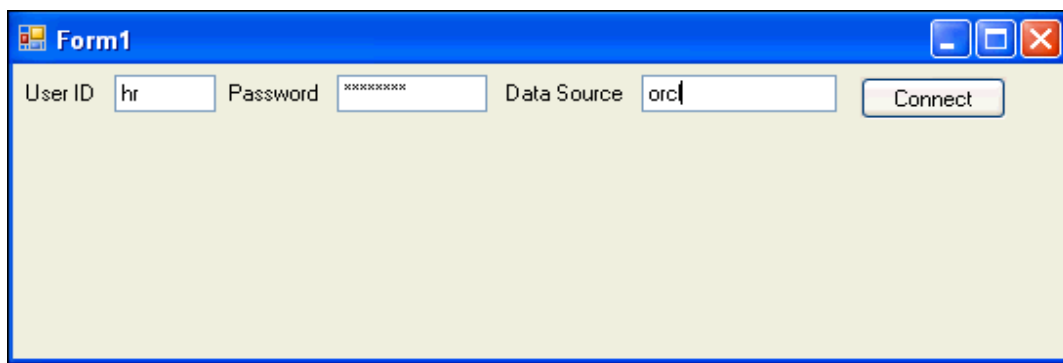 Form1
User ID hr Password ******** Data Source orcl Connect